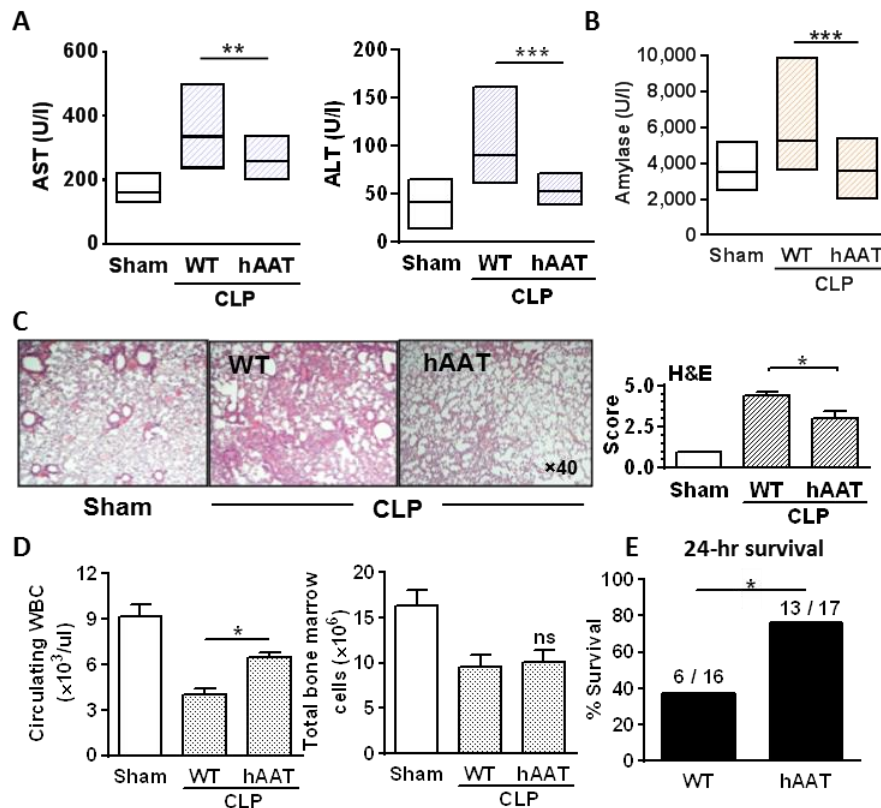 A
AST (U/l)
600
400
200
0
**
Sham WT hAAT
CLP
ALT (U/l)
200
150
100
50
0
***
Sham WT hAAT
CLP
B
Amylase (U/l)
10,000
8,000
6,000
4,000
2,000
0
***
Sham WT hAAT
CLP
C
WT
hAAT
×40
Sham
CLP
H&E
Score
5.0
2.5
0.0
*
Sham WT hAAT
CLP
D
Circulating WBC
(×10³/ul)
12
9
6
3
0
*
Sham WT hAAT
CLP
Total bone marrow
cells (×10⁶)
20
15
10
5
0
ns
Sham WT hAAT
CLP
E
24-hr survival
% Survival
100
80
60
40
20
0
*
6 / 16
13 / 17
WT hAAT